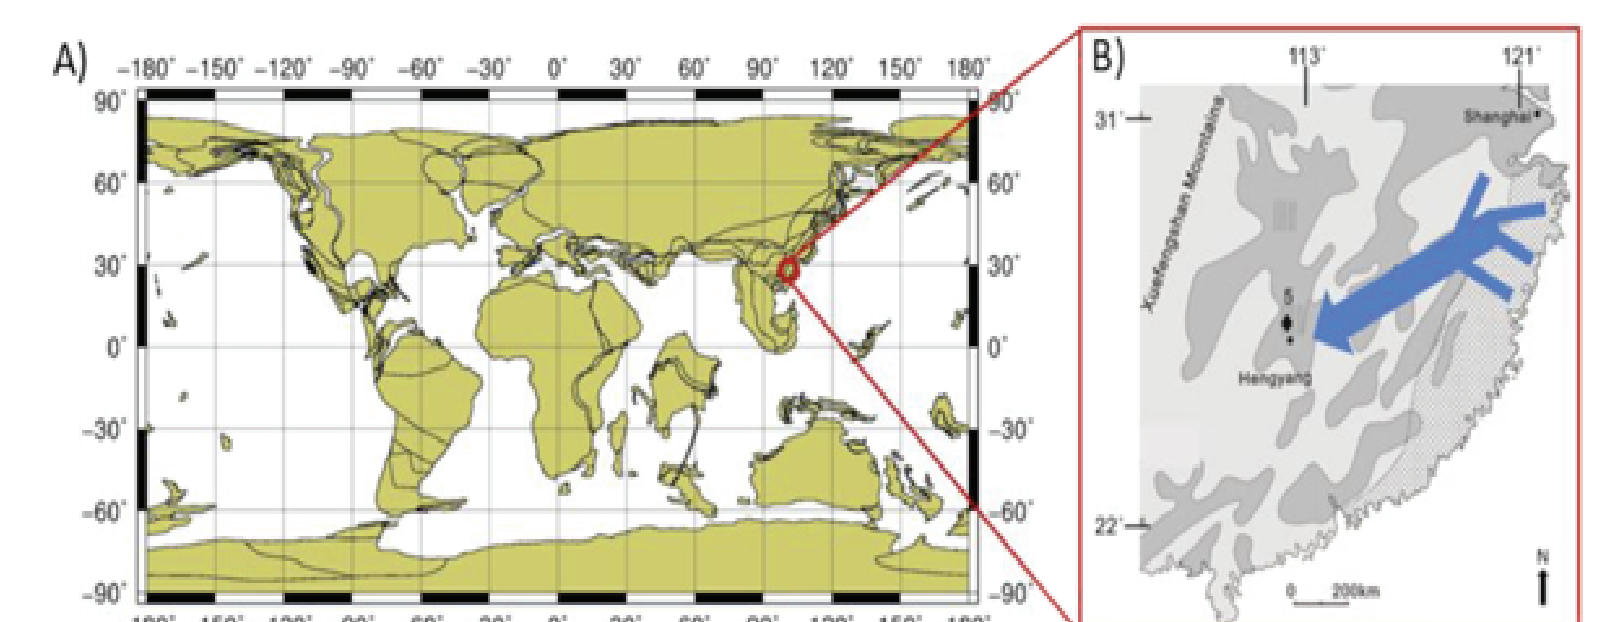 A)
−180˚ −150˚ −120˚ −90˚ −60˚ −30˚ 0˚ 30˚ 60˚ 90˚ 120˚ 150˚ 180˚
90˚ 90˚
60˚ 60˚
30˚ 30˚
0˚ 0˚
−30˚ −30˚
−60˚ −60˚
−90˚ −90˚
B)
113˚ 121˚
31˚
Shanghai
Xuefengshan Mountains
5
Hengyang
22˚
N
0 200km